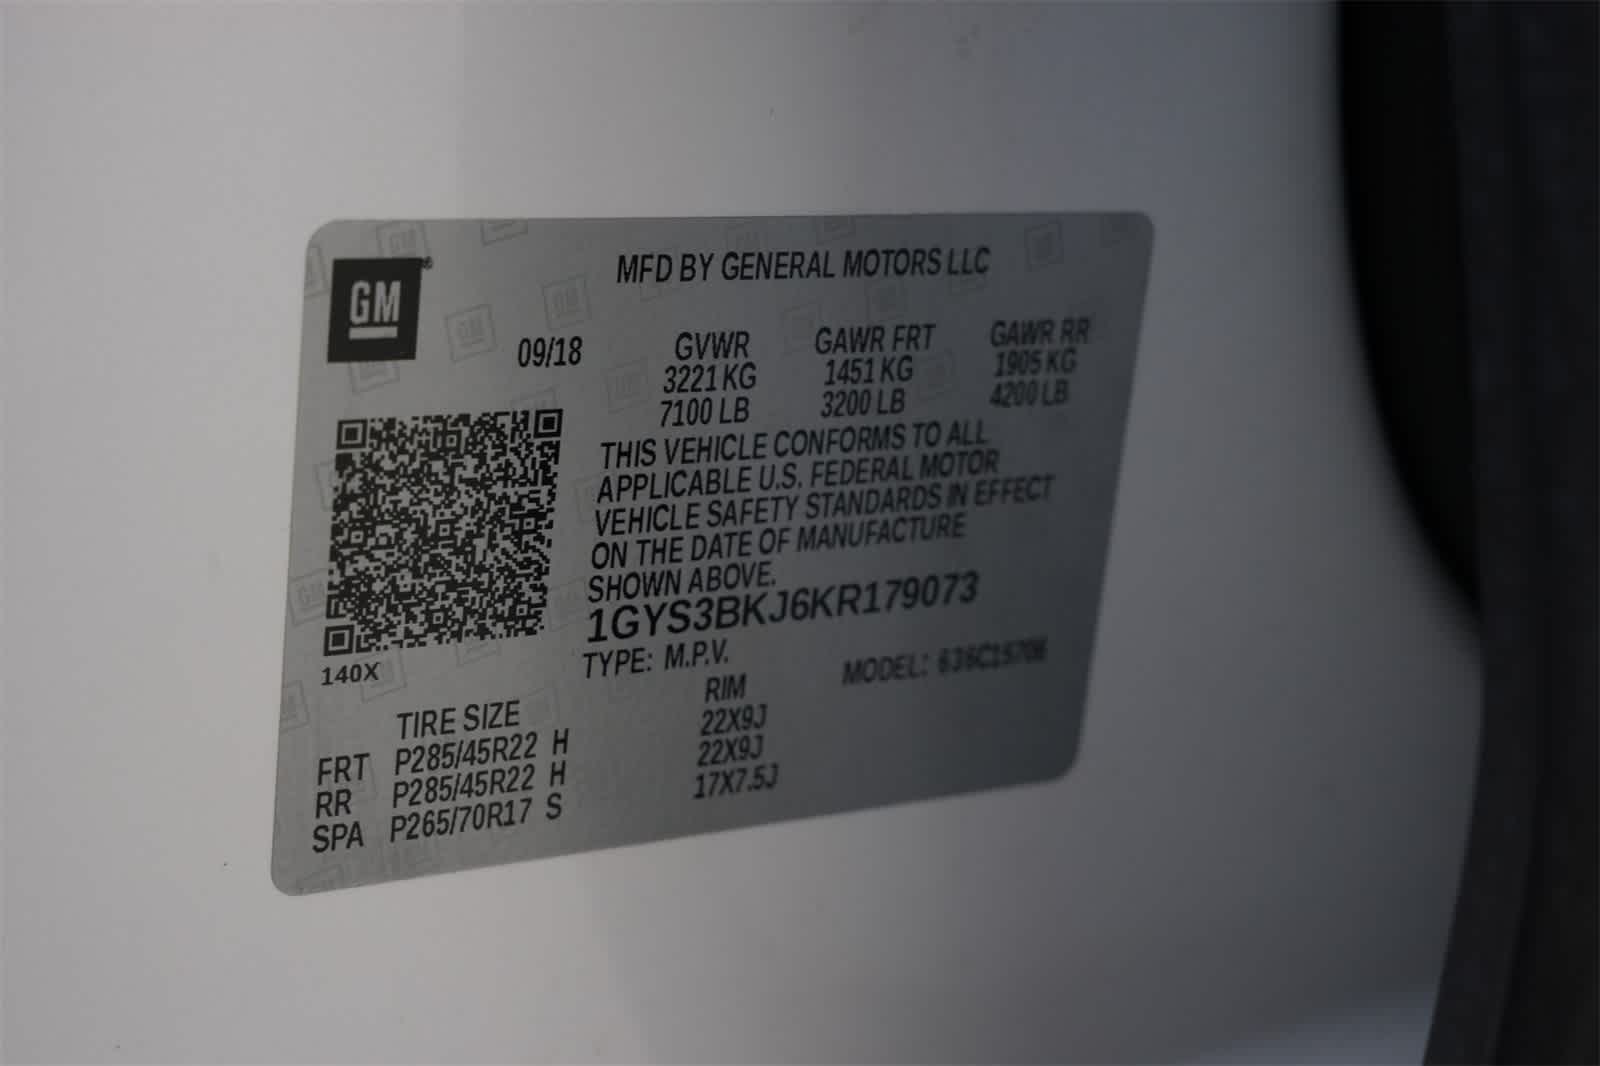 GM
MFD BY GENERAL MOTORS LLC
09/18
GVWR GAWR FRT GAWR RR
3221 KG 1451 KG 1905 KG
7100 LB 3200 LB 4200 LB
THIS VEHICLE CONFORMS TO ALL
APPLICABLE U.S. FEDERAL MOTOR
VEHICLE SAFETY STANDARDS IN EFFECT
ON THE DATE OF MANUFACTURE
SHOWN ABOVE.
1GYS3BKJ6KR179073
140X
TYPE: M.P.V. MODEL:
TIRE SIZE RIM
FRT P285/45R22 H 22X9J
RR P285/45R22 H 22X9J
SPA P265/70R17 S 17X7.5J